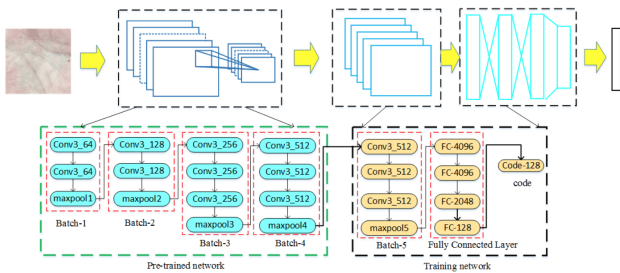 Conv3_64
Conv3_64
maxpool1
Batch-1
Conv3_128
Conv3_128
maxpool2
Batch-2
Conv3_256
Conv3_256
Conv3_256
maxpool3
Batch-3
Conv3_512
Conv3_512
Conv3_512
maxpool4
Batch-4
Pre-trained network
Conv3_512
Conv3_512
Conv3_512
maxpool5
Batch-5
FC-4096
FC-4096
FC-2048
FC-128
Fully Connected Layer
Code-128
code
Training network